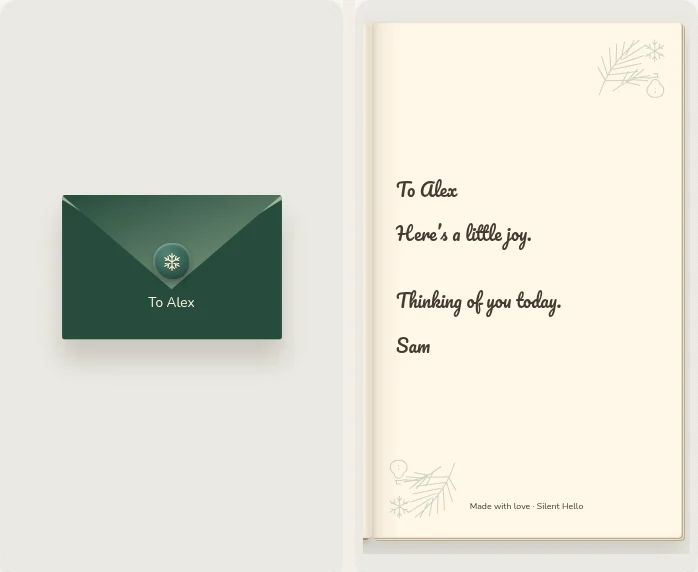 To Alex
To Alex
Here's a little joy.
Thinking of you today.
Sam
Made with love · Silent Hello